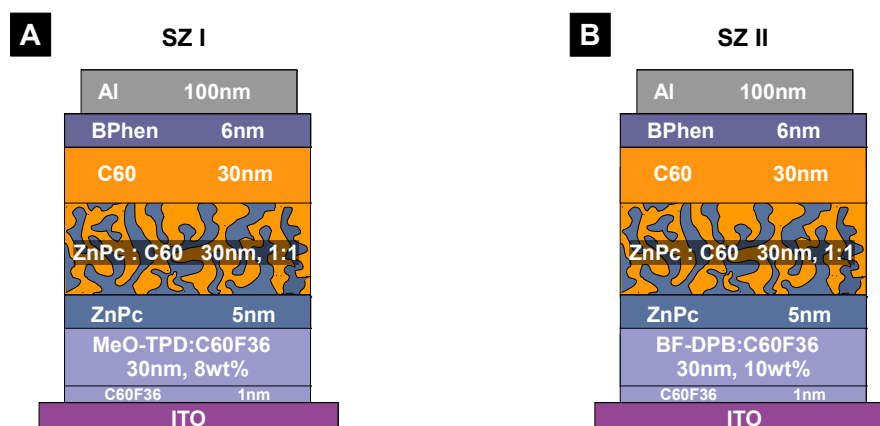 A
SZ I
Al 100nm
BPhen 6nm
C60 30nm
ZnPc : C60 30nm, 1:1
ZnPc 5nm
MeO-TPD:C60F36
30nm, 8wt%
C60F36 1nm
ITO
B
SZ II
Al 100nm
BPhen 6nm
C60 30nm
ZnPc : C60 30nm, 1:1
ZnPc 5nm
BF-DPB:C60F36
30nm, 10wt%
C60F36 1nm
ITO